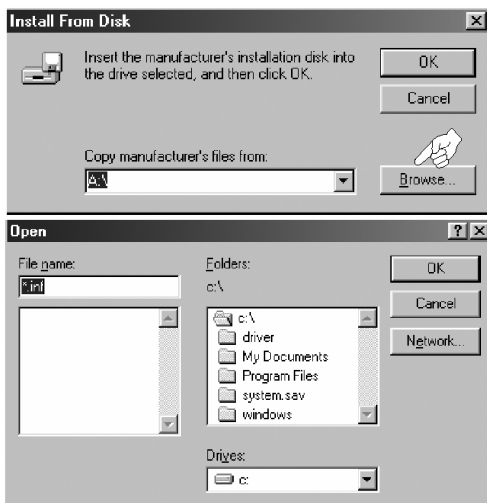 Install From Disk
Insert the manufacturer's installation disk into
the drive selected, and then click OK.
OK
Cancel
Copy manufacturer's files from:
A:\
Browse...
Open
File name:
*.inf
Folders:
c:\
OK
Cancel
Network...
c:\
driver
My Documents
Program Files
system.sav
windows
Drives:
c: